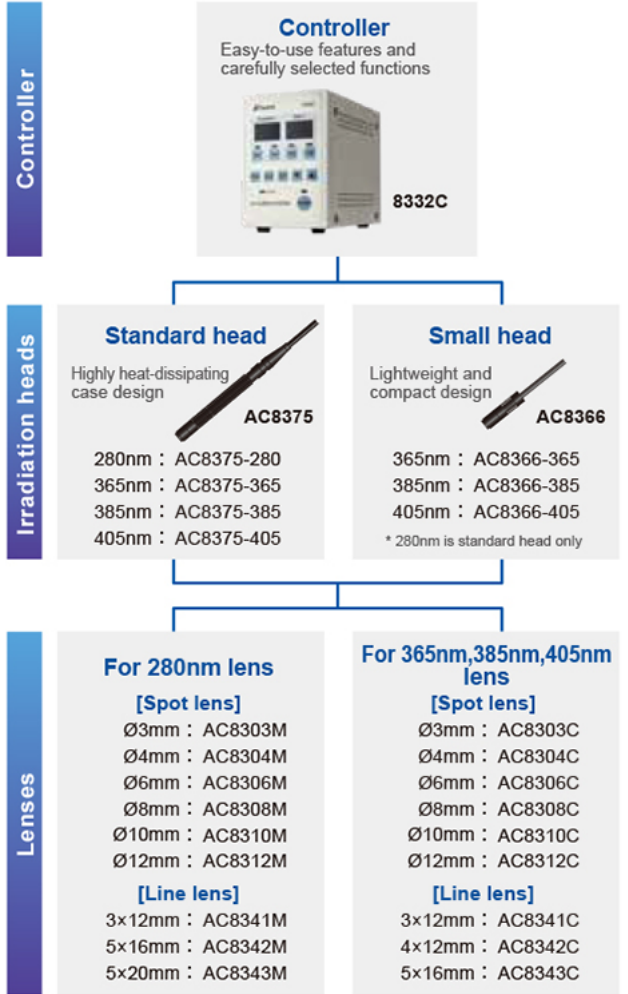 Controller
Controller
Easy-to-use features and
carefully selected functions
8332C
Irradiation heads
Standard head
Highly heat-dissipating
case design
AC8375
280nm： AC8375-280
365nm： AC8375-365
385nm： AC8375-385
405nm： AC8375-405
Small head
Lightweight and
compact design
AC8366
365nm： AC8366-365
385nm： AC8366-385
405nm： AC8366-405
* 280nm is standard head only
Lenses
For 280nm lens
[Spot lens]
Ø3mm： AC8303M
Ø4mm： AC8304M
Ø6mm： AC8306M
Ø8mm： AC8308M
Ø10mm： AC8310M
Ø12mm： AC8312M
[Line lens]
3×12mm： AC8341M
5×16mm： AC8342M
5×20mm： AC8343M
For 365nm,385nm,405nm
lens
[Spot lens]
Ø3mm： AC8303C
Ø4mm： AC8304C
Ø6mm： AC8306C
Ø8mm： AC8308C
Ø10mm： AC8310C
Ø12mm： AC8312C
[Line lens]
3×12mm： AC8341C
4×12mm： AC8342C
5×16mm： AC8343C